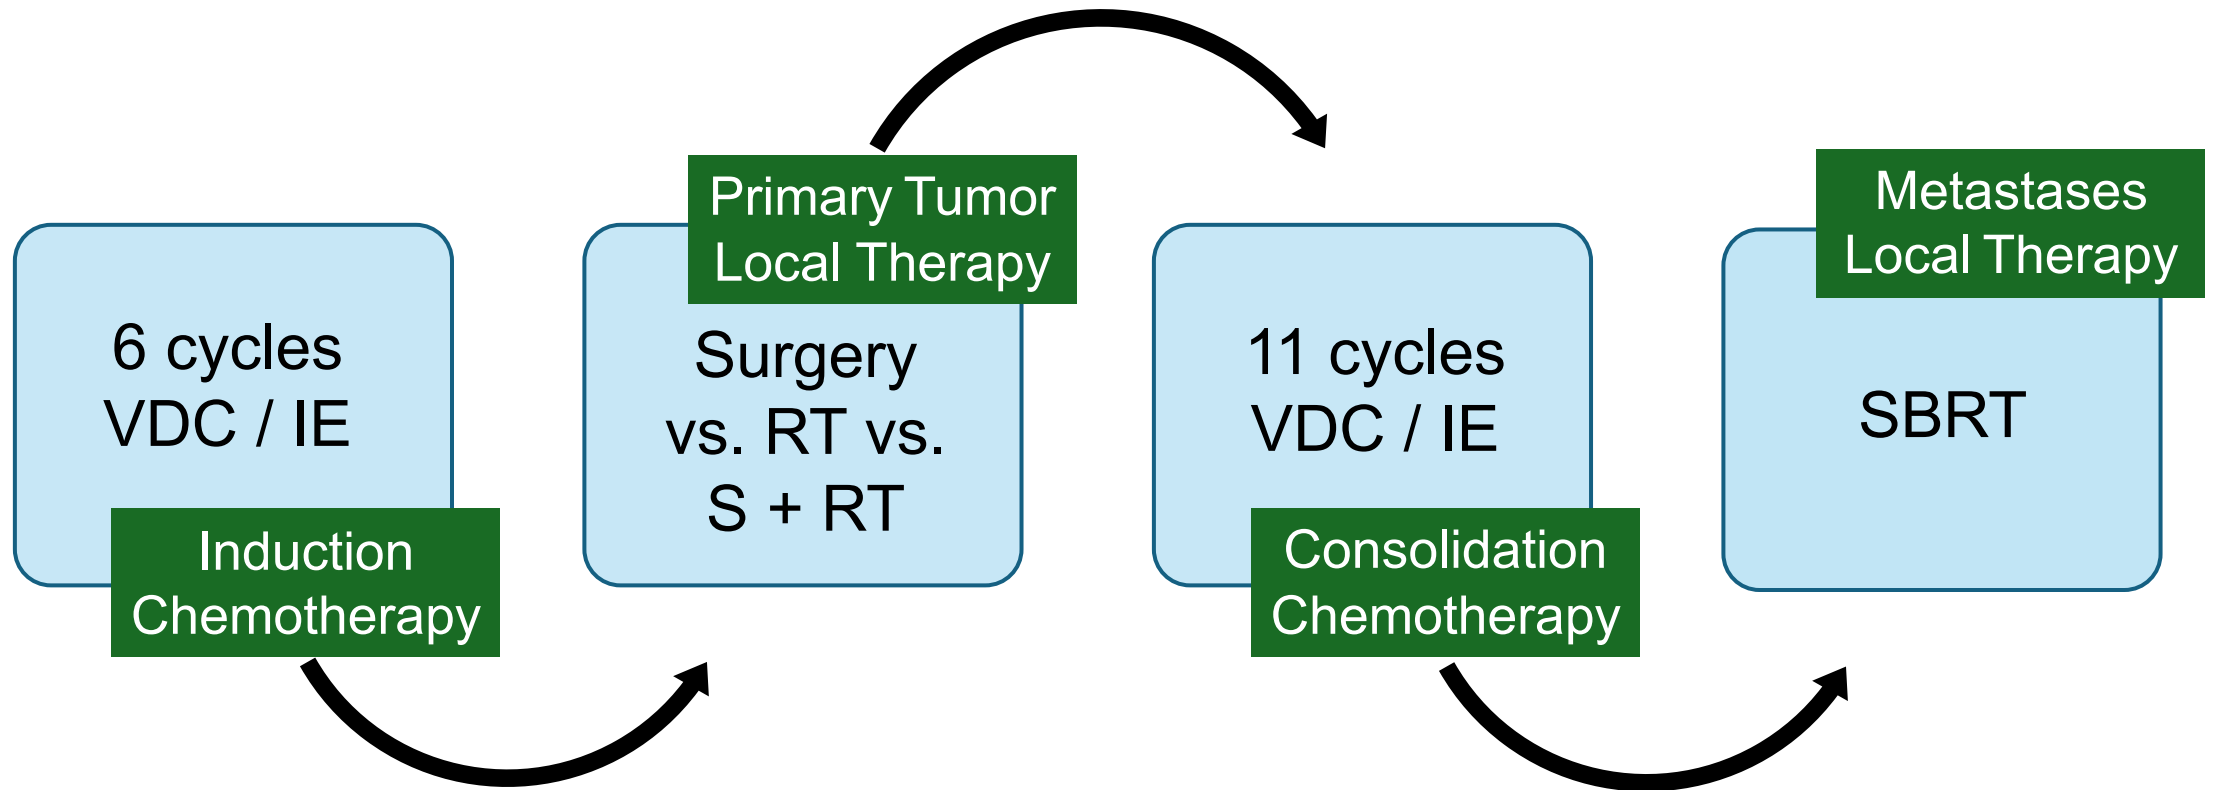 6 cycles
VDC / IE
Induction
Chemotherapy
Primary Tumor
Local Therapy
Surgery
vs. RT vs.
S + RT
11 cycles
VDC / IE
Consolidation
Chemotherapy
Metastases
Local Therapy
SBRT